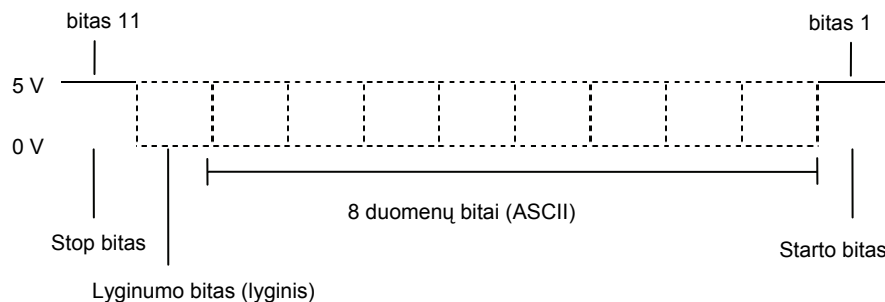 bitas 11
bitas 1
5 V
0 V
8 duomenų bitai (ASCII)
Stop bitas
Starto bitas
Lyginumo bitas (lyginis)